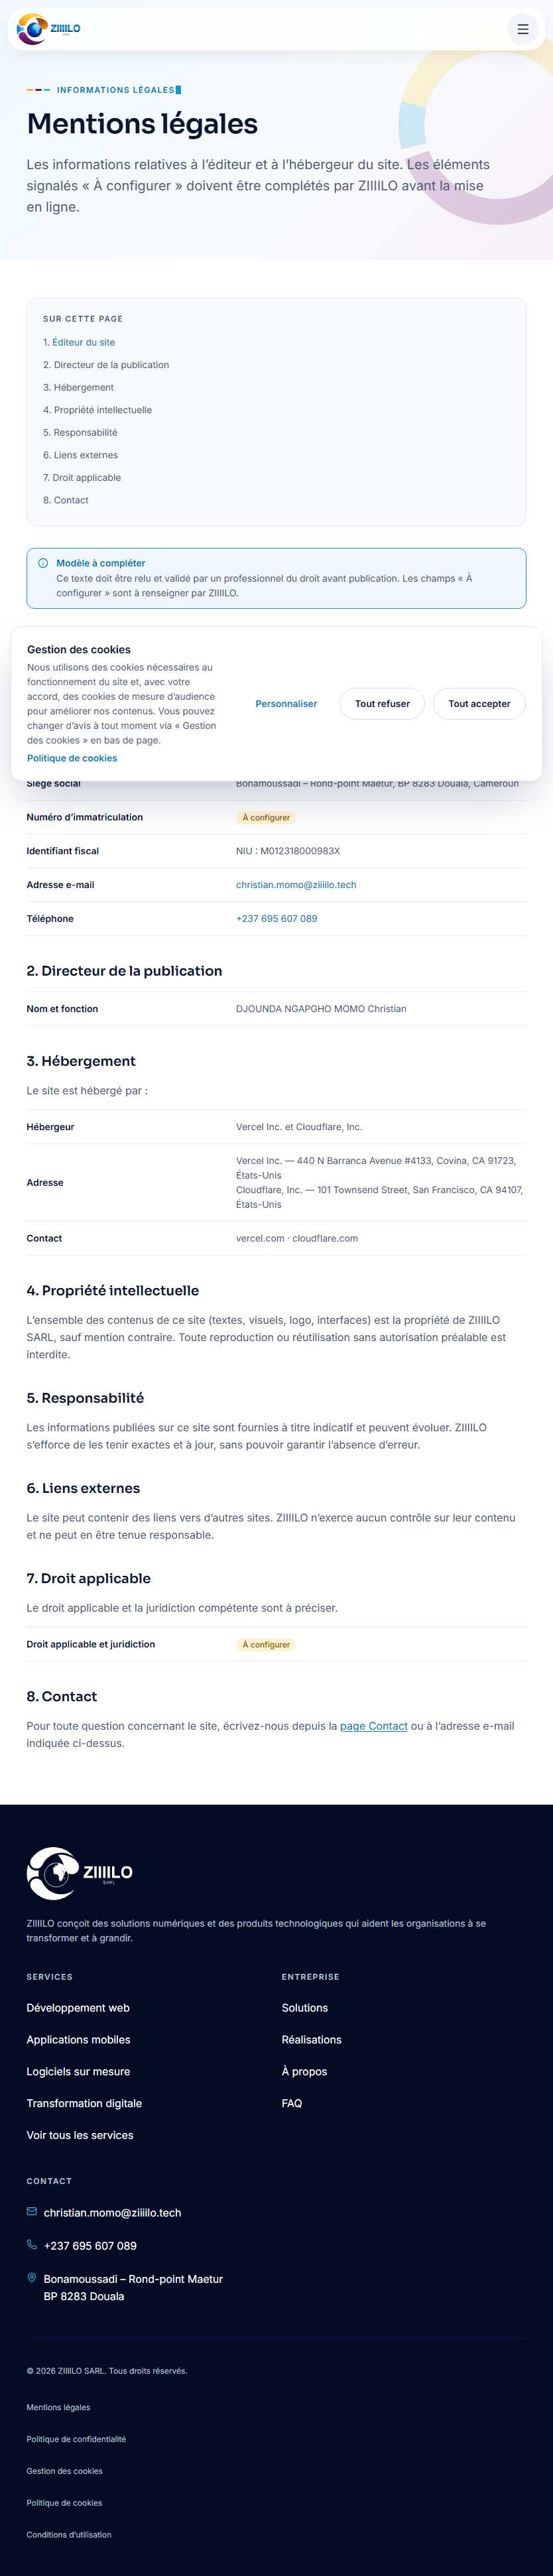 ZIIIILO
SARL
INFORMATIONS LÉGALES
Mentions légales
Les informations relatives à l’éditeur et à l’hébergeur du site. Les éléments
signalés « À configurer » doivent être complétés par ZIIIILO avant la mise
en ligne.
SUR CETTE PAGE
1. Éditeur du site
2. Directeur de la publication
3. Hébergement
4. Propriété intellectuelle
5. Responsabilité
6. Liens externes
7. Droit applicable
8. Contact
Modèle à compléter
Ce texte doit être relu et validé par un professionnel du droit avant publication. Les champs « À
configurer » sont à renseigner par ZIIIILO.
Gestion des cookies
Nous utilisons des cookies nécessaires au
fonctionnement du site et, avec votre
accord, des cookies de mesure d’audience
pour améliorer nos contenus. Vous pouvez
changer d’avis à tout moment via « Gestion
des cookies » en bas de page.
Politique de cookies
Personnaliser
Tout refuser
Tout accepter
Siège social
Bonamoussadi – Rond-point Maetur, BP 8283 Douala, Cameroun
Numéro d’immatriculation
À configurer
Identifiant fiscal
NIU : M012318000983X
Adresse e-mail
christian.momo@ziiiilo.tech
Téléphone
+237 695 607 089
2. Directeur de la publication
Nom et fonction
DJOUNDA NGAPGHO MOMO Christian
3. Hébergement
Le site est hébergé par :
Hébergeur
Vercel Inc. et Cloudflare, Inc.
Adresse
Vercel Inc. — 440 N Barranca Avenue #4133, Covina, CA 91723,
États-Unis
Cloudflare, Inc. — 101 Townsend Street, San Francisco, CA 94107,
États-Unis
Contact
vercel.com · cloudflare.com
4. Propriété intellectuelle
L’ensemble des contenus de ce site (textes, visuels, logo, interfaces) est la propriété de ZIIIILO
SARL, sauf mention contraire. Toute reproduction ou réutilisation sans autorisation préalable est
interdite.
5. Responsabilité
Les informations publiées sur ce site sont fournies à titre indicatif et peuvent évoluer. ZIIIILO
s’efforce de les tenir exactes et à jour, sans pouvoir garantir l’absence d’erreur.
6. Liens externes
Le site peut contenir des liens vers d’autres sites. ZIIIILO n’exerce aucun contrôle sur leur contenu
et ne peut en être tenue responsable.
7. Droit applicable
Le droit applicable et la juridiction compétente sont à préciser.
Droit applicable et juridiction
À configurer
8. Contact
Pour toute question concernant le site, écrivez-nous depuis la page Contact ou à l’adresse e-mail
indiquée ci-dessus.
ZIIIILO
SARL
ZIIIILO conçoit des solutions numériques et des produits technologiques qui aident les organisations à se
transformer et à grandir.
SERVICES
Développement web
Applications mobiles
Logiciels sur mesure
Transformation digitale
Voir tous les services
ENTREPRISE
Solutions
Réalisations
À propos
FAQ
CONTACT
christian.momo@ziiiilo.tech
+237 695 607 089
Bonamoussadi – Rond-point Maetur
BP 8283 Douala
© 2026 ZIIIILO SARL. Tous droits réservés.
Mentions légales
Politique de confidentialité
Gestion des cookies
Politique de cookies
Conditions d’utilisation